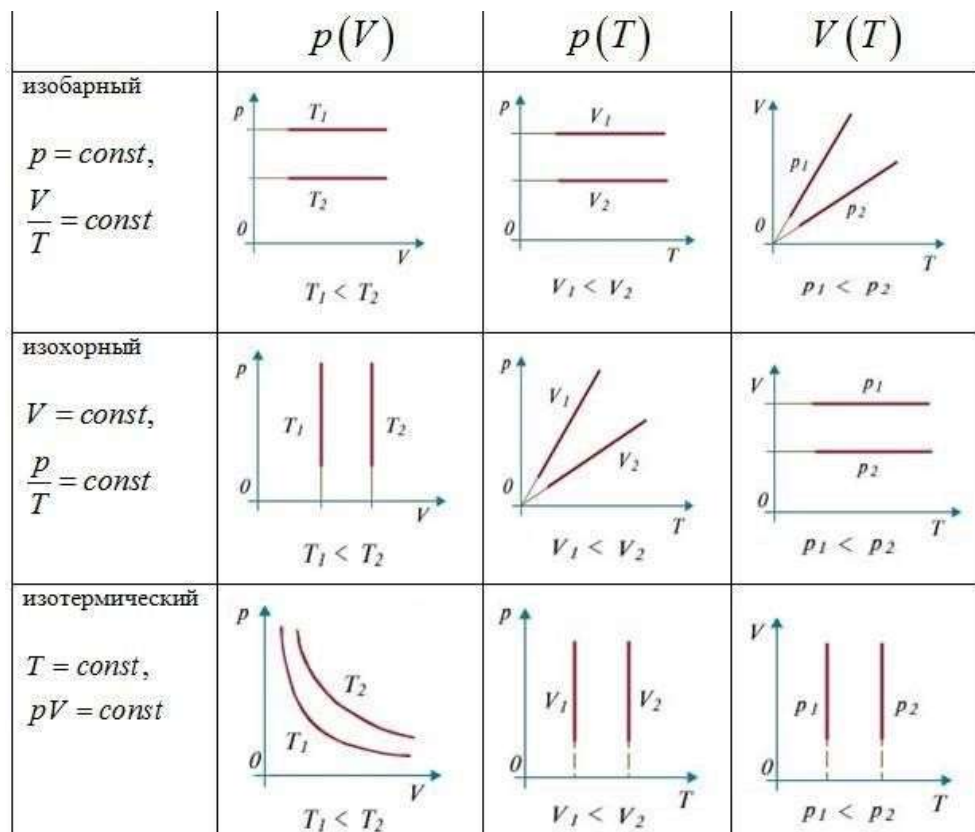 p(V) p(T) V(T)
изобарный
p = const,
V/T = const
p T₁ T₂ 0 V
T₁ < T₂
p V₁ V₂ 0 T
V₁ < V₂
V p₁ p₂ 0 T
p₁ < p₂
изохорный
V = const,
p/T = const
p T₁ T₂ 0 V
T₁ < T₂
p V₁ V₂ 0 T
V₁ < V₂
V p₁ p₂ 0 T
p₁ < p₂
изотермический
T = const,
pV = const
p T₂ T₁ 0 V
T₁ < T₂
p V₁ V₂ 0 T
V₁ < V₂
V p₁ p₂ 0 T
p₁ < p₂